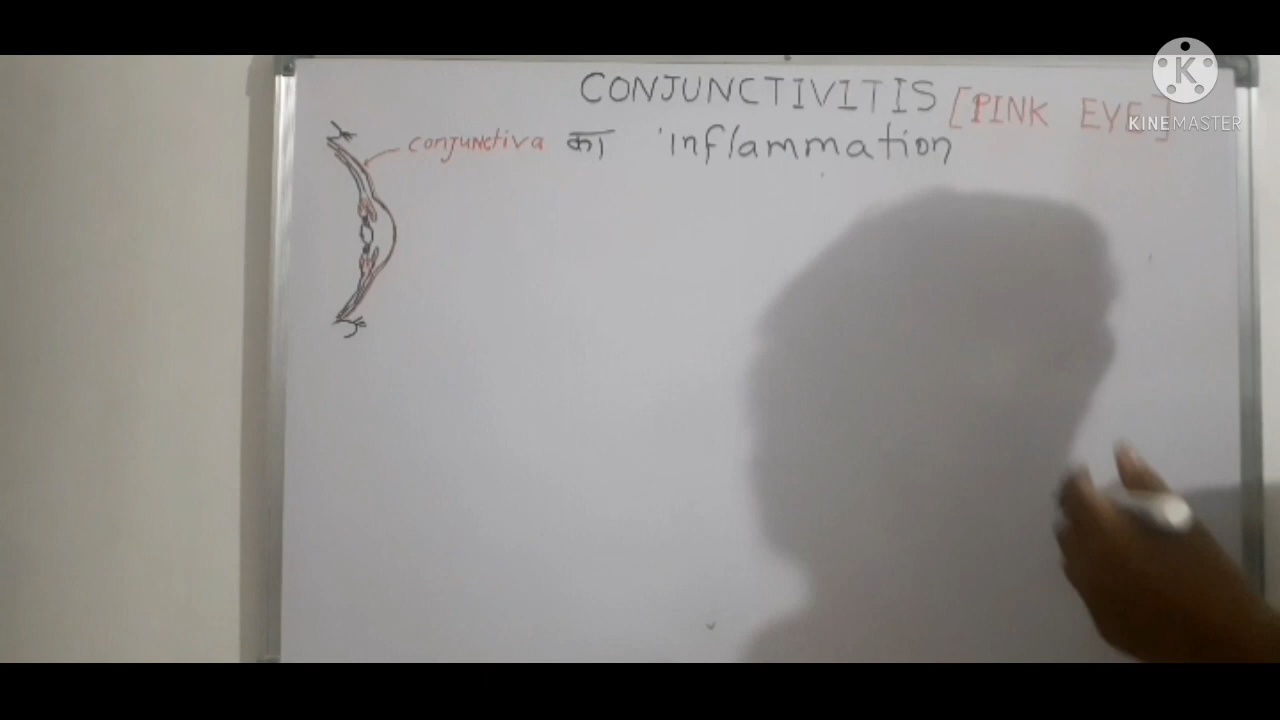 CONJUNCTIVITIS [PINK EYE]
conjunctiva का inflammation
K
KINEMASTER